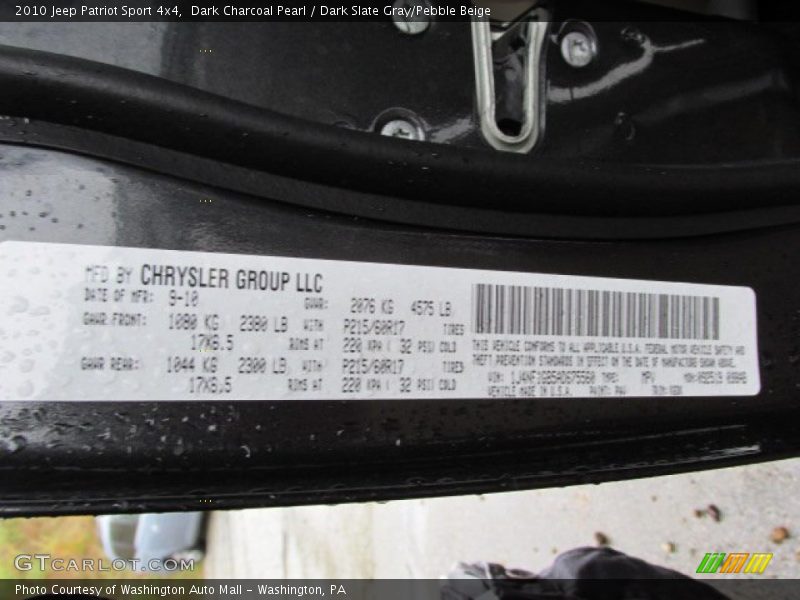 2010 Jeep Patriot Sport 4x4, Dark Charcoal Pearl / Dark Slate Gray/Pebble Beige
MFD BY CHRYSLER GROUP LLC
DATE OF MFR: 9-10 GVWR: 2076 KG 4575 LB
GAWR FRONT: 1080 KG 2380 LB WITH P215/60R17 TIRES
17X6.5 RIMS AT 220 KPA ( 32 PSI) COLD
GAWR REAR: 1044 KG 2300 LB WITH P215/60R17 TIRES
17X6.5 RIMS AT 220 KPA ( 32 PSI) COLD
THIS VEHICLE CONFORMS TO ALL APPLICABLE U.S.A. FEDERAL MOTOR VEHICLE SAFETY AND
THEFT PREVENTION STANDARDS IN EFFECT ON THE DATE OF MANUFACTURE SHOWN ABOVE.
VIN: TYPE: MPV
VEHICLE MADE IN U.S.A. PAINT: TRIM:
GTCarlot.com
Photo Courtesy of Washington Auto Mall - Washington, PA